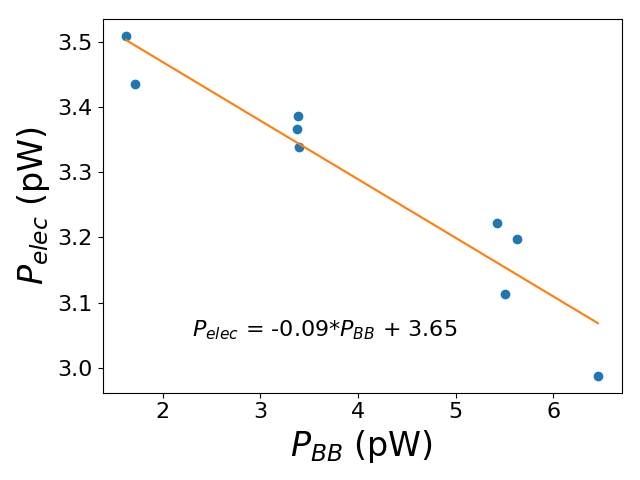 3.5
3.4
3.3
3.2
3.1
3.0
P_elec (pW)
P_elec = -0.09*P_BB + 3.65
2 3 4 5 6
P_BB (pW)